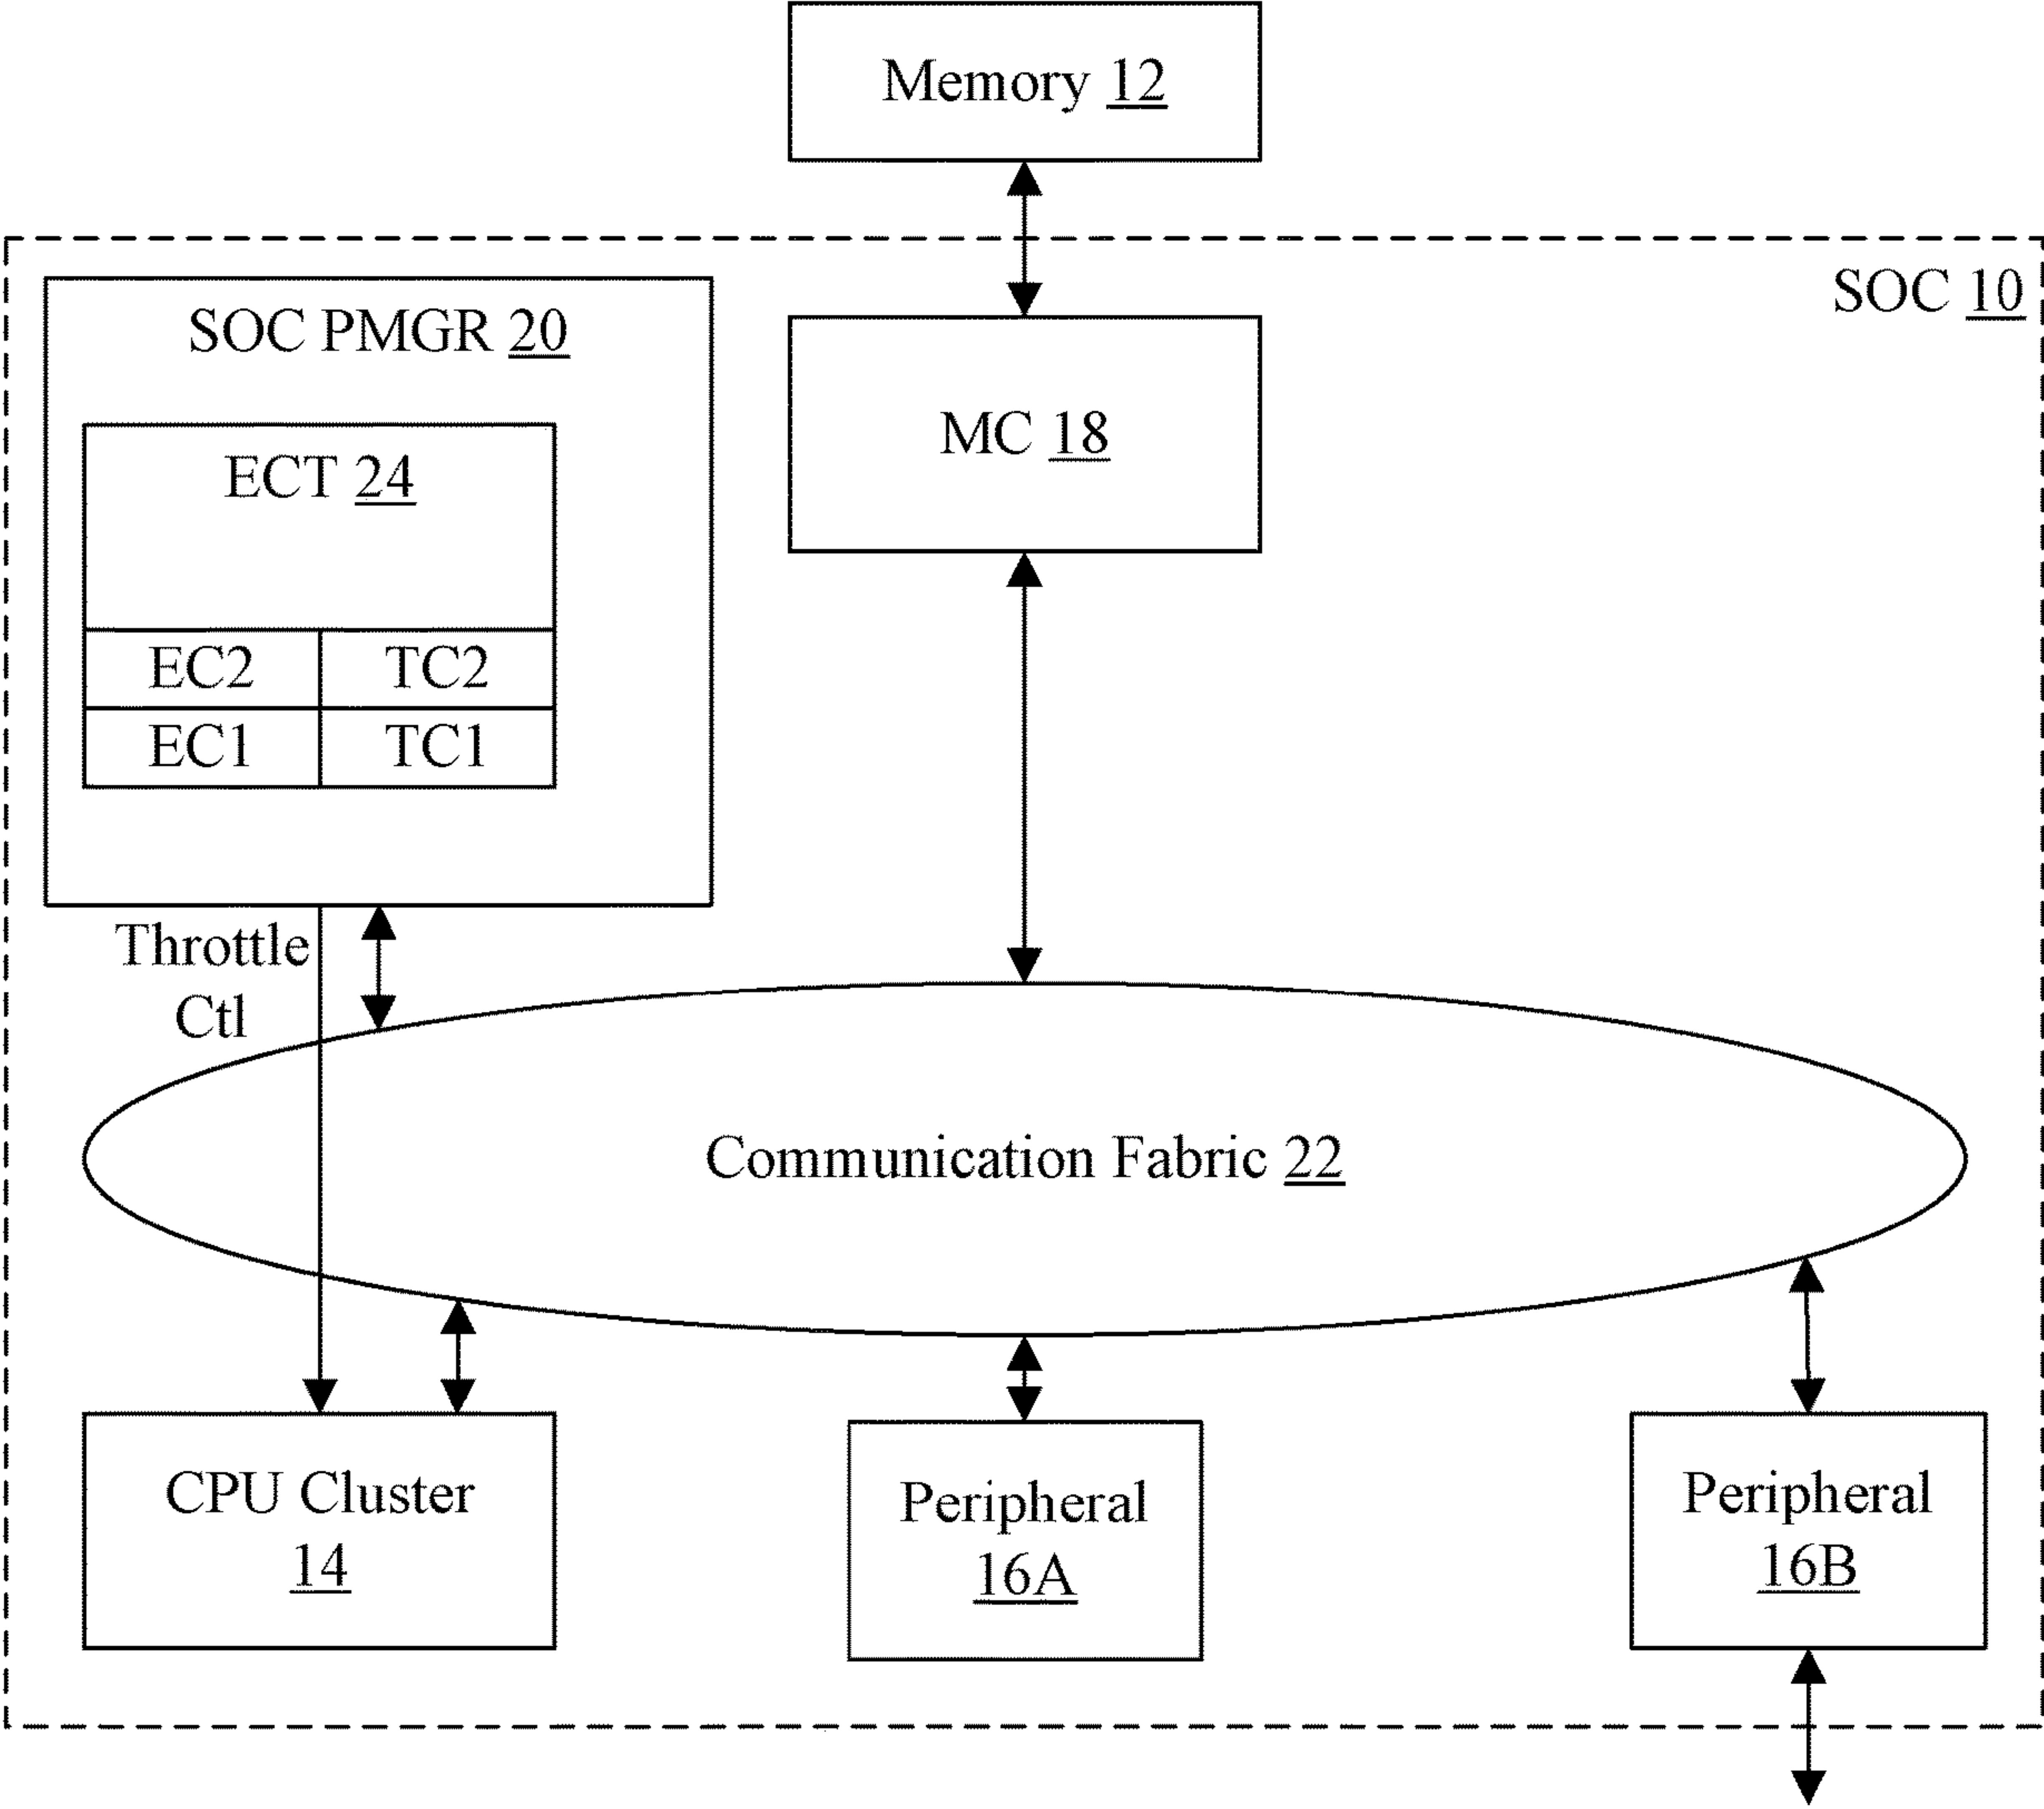 Memory 12
SOC 10
SOC PMGR 20
MC 18
ECT 24
EC2 TC2
EC1 TC1
Throttle
Ctl
Communication Fabric 22
CPU Cluster
14
Peripheral
16A
Peripheral
16B